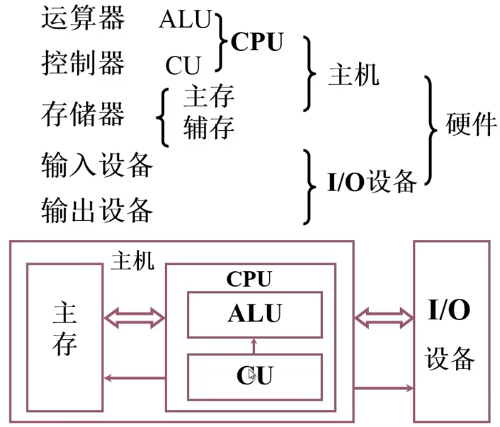 运算器 ALU
CPU
控制器 CU
主机
存储器 主存
辅存
硬件
输入设备
I/O设备
输出设备
主机
CPU
主存
ALU
CU
I/O
设备